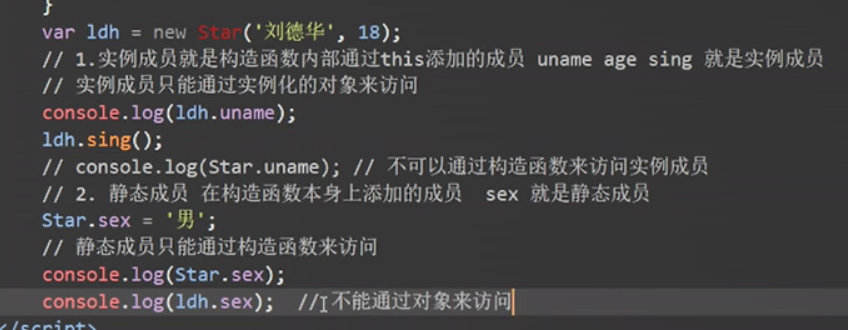 }
var ldh = new Star('刘德华', 18);
// 1.实例成员就是构造函数内部通过this添加的成员 uname age sing 就是实例成员
// 实例成员只能通过实例化的对象来访问
console.log(ldh.uname);
ldh.sing();
// console.log(Star.uname); // 不可以通过构造函数来访问实例成员
// 2. 静态成员 在构造函数本身上添加的成员  sex 就是静态成员
Star.sex = '男';
// 静态成员只能通过构造函数来访问
console.log(Star.sex);
console.log(ldh.sex);  // 不能通过对象来访问
</script>